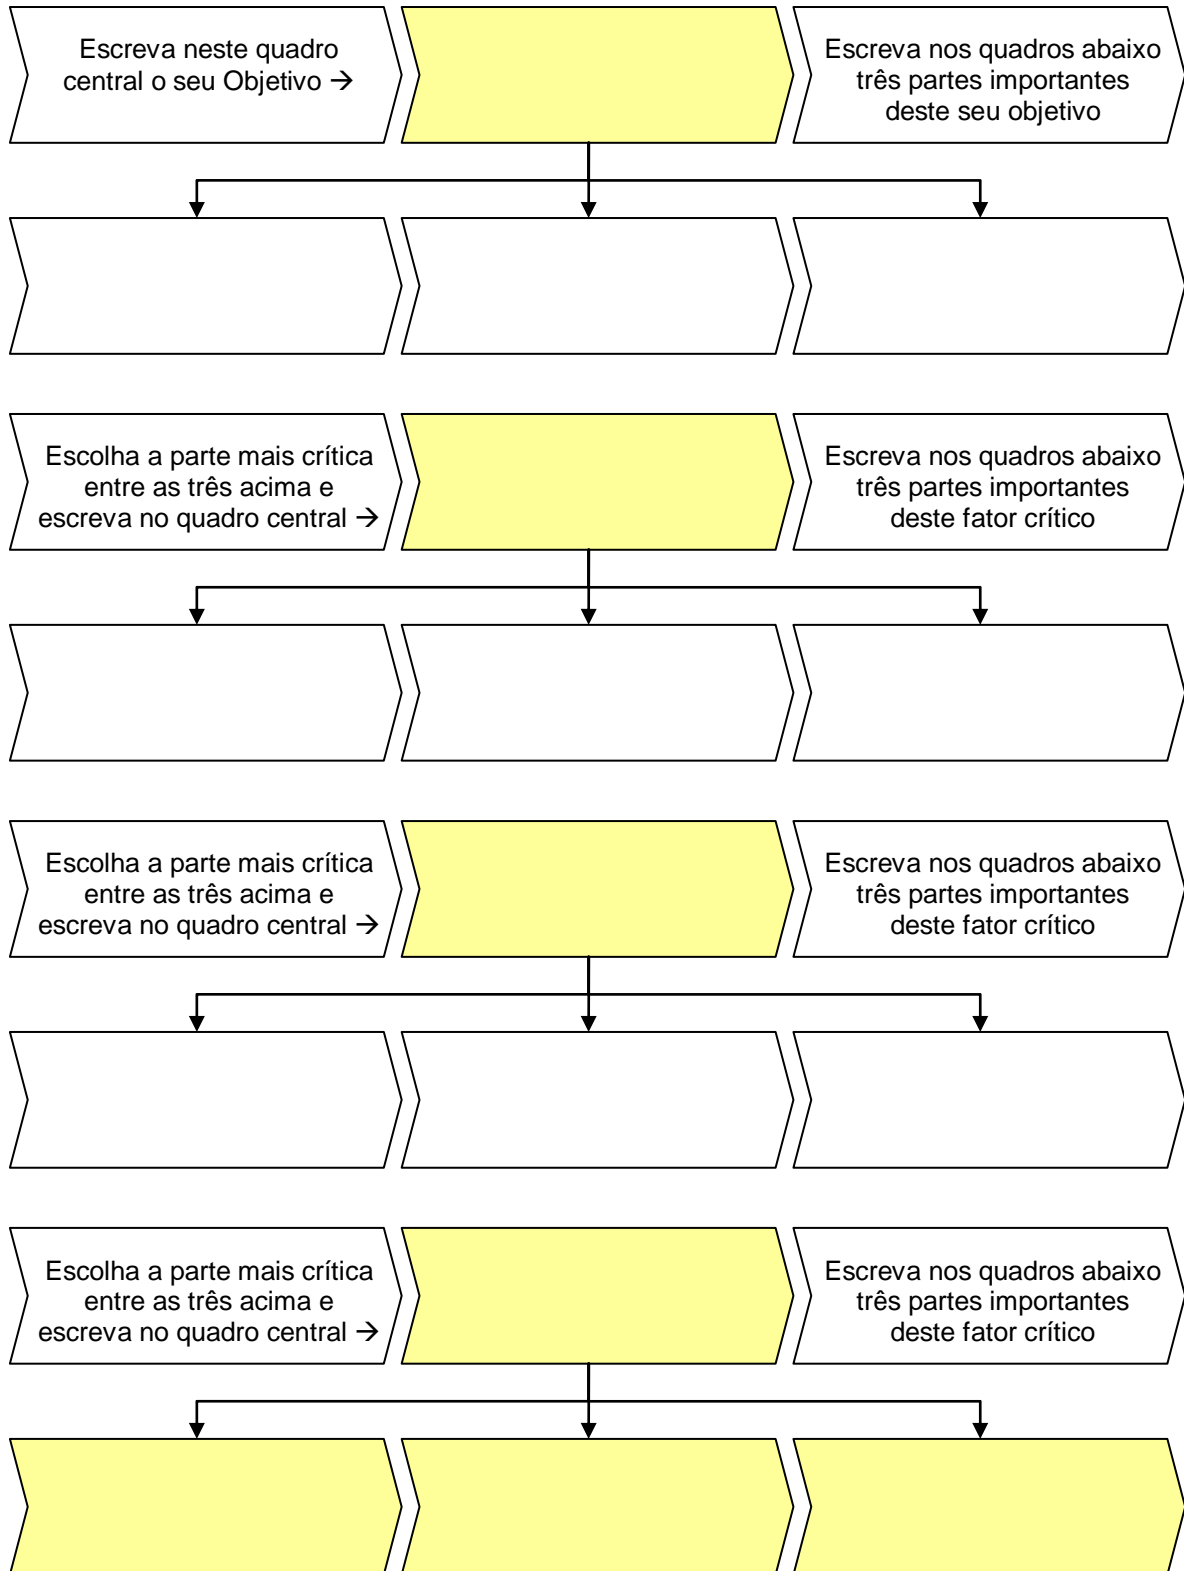 Escreva neste quadro
central o seu Objetivo →
Escreva nos quadros abaixo
três partes importantes
deste seu objetivo
Escolha a parte mais crítica
entre as três acima e
escreva no quadro central →
Escreva nos quadros abaixo
três partes importantes
deste fator crítico
Escolha a parte mais crítica
entre as três acima e
escreva no quadro central →
Escreva nos quadros abaixo
três partes importantes
deste fator crítico
Escolha a parte mais crítica
entre as três acima e
escreva no quadro central →
Escreva nos quadros abaixo
três partes importantes
deste fator crítico